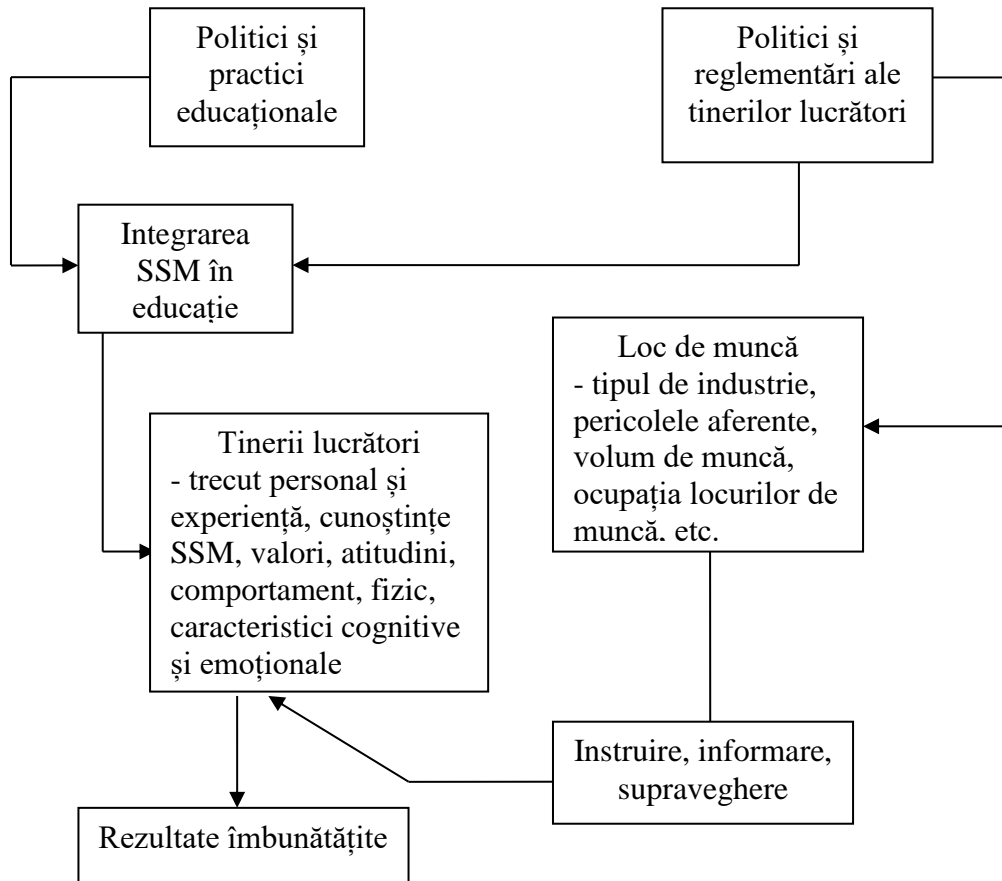 Politici și
practici
educaționale
Politici și
reglementări ale
tinerilor lucrători
Integrarea
SSM în
educație
Loc de muncă
- tipul de industrie,
pericolele aferente,
volum de muncă,
ocupația locurilor de
muncă, etc.
Tinerii lucrători
- trecut personal și
experiență, cunoștințe
SSM, valori, atitudini,
comportament, fizic,
caracteristici cognitive
și emoționale
Instruire, informare,
supraveghere
Rezultate îmbunătățite